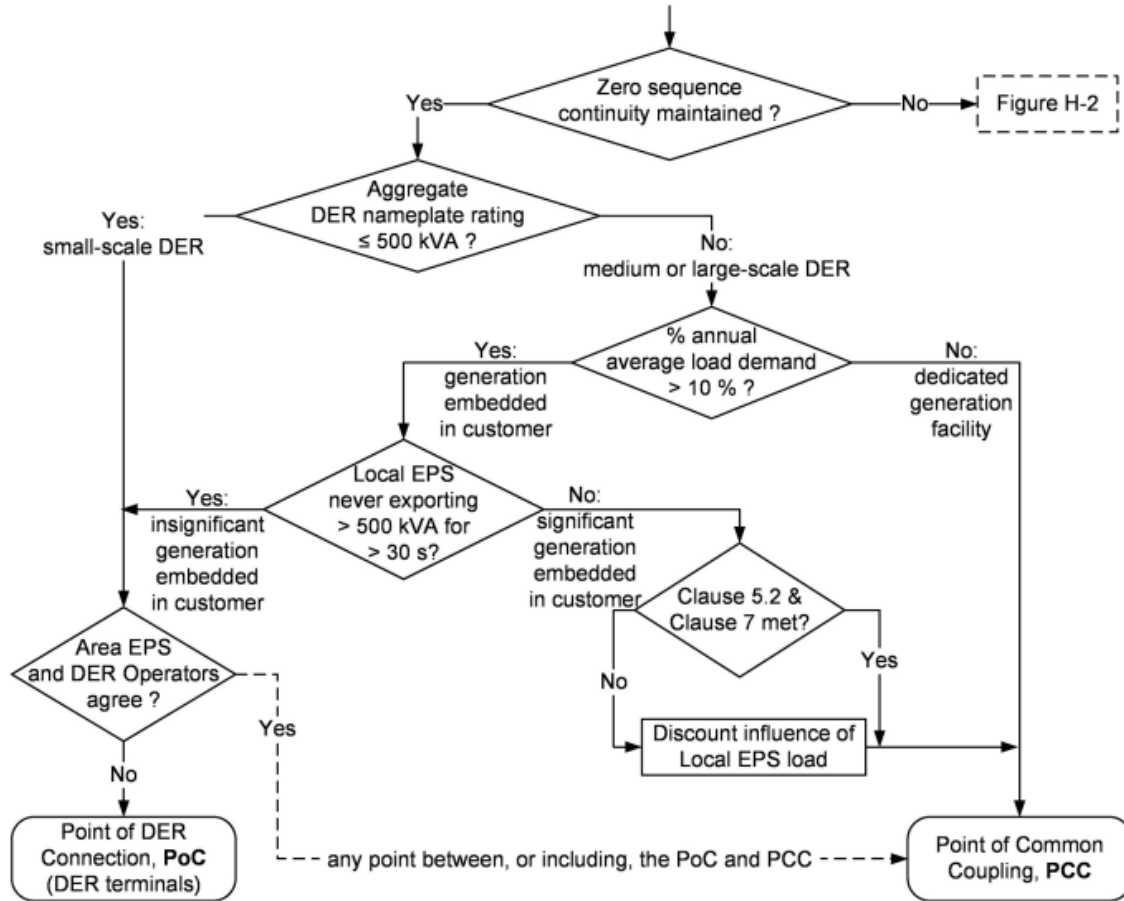 Zero sequence
continuity maintained ?
Yes
No
Figure H-2
Aggregate
DER nameplate rating
≤ 500 kVA ?
Yes:
small-scale DER
No:
medium or large-scale DER
% annual
average load demand
> 10 % ?
Yes:
generation
embedded
in customer
No:
dedicated
generation
facility
Local EPS
never exporting
> 500 kVA for
> 30 s?
Yes:
insignificant
generation
embedded
in customer
No:
significant
generation
embedded
in customer
Clause 5.2 &
Clause 7 met?
No
Yes
Discount influence of
Local EPS load
Area EPS
and DER Operators
agree ?
Yes
No
Point of DER
Connection, PoC
(DER terminals)
any point between, or including, the PoC and PCC
Point of Common
Coupling, PCC